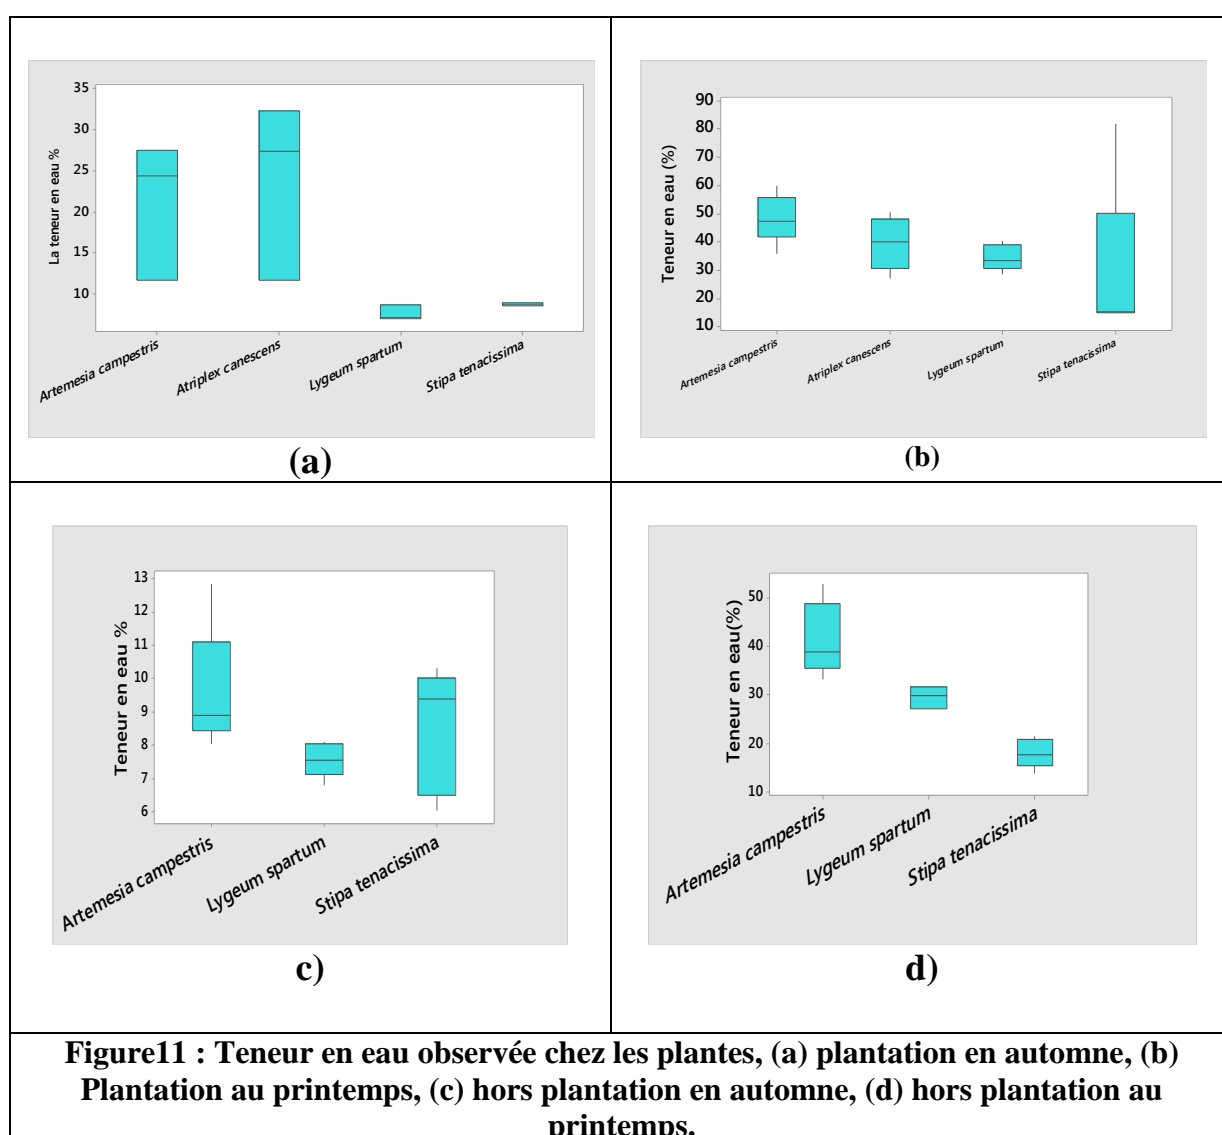 35
30
25
20
15
10
La teneur en eau %
Artemesia campestris
Atriplex canescens
Lygeum spartum
Stipa tenacissima
(a)
90
80
70
60
50
40
30
20
10
Teneur en eau (%)
Artemesia campestris
Atriplex canescens
Lygeum spartum
Stipa tenacissima
(b)
13
12
11
10
9
8
7
6
Teneur en eau %
Artemesia campestris
Lygeum spartum
Stipa tenacissima
c)
50
40
30
20
10
Teneur en eau(%)
Artemesia campestris
Lygeum spartum
Stipa tenacissima
d)
Figure11 : Teneur en eau observée chez les plantes, (a) plantation en automne, (b)
Plantation au printemps, (c) hors plantation en automne, (d) hors plantation au
printemps.